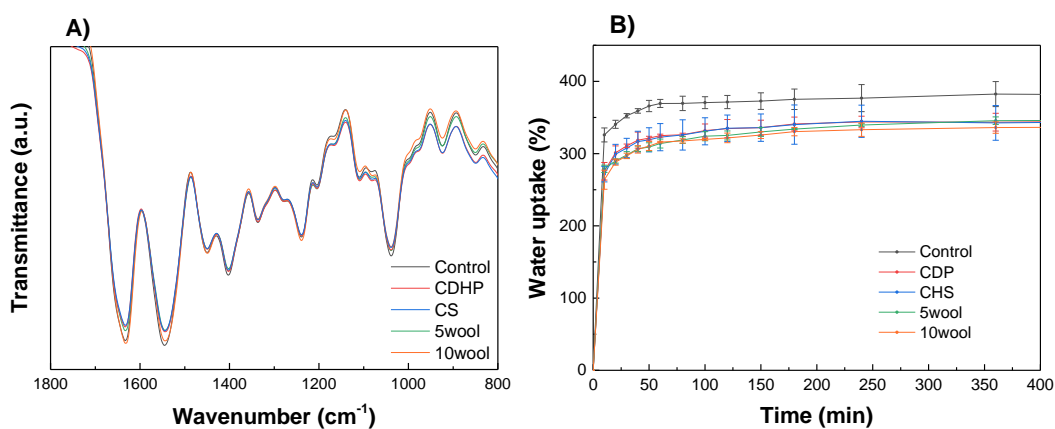 A)
Transmittance (a.u.)
Control
CDHP
CS
5wool
10wool
1800 1600 1400 1200 1000 800
Wavenumber (cm⁻¹)
B)
Water uptake (%)
400
300
200
100
0
Control
CDP
CHS
5wool
10wool
0 50 100 150 200 250 300 350 400
Time (min)